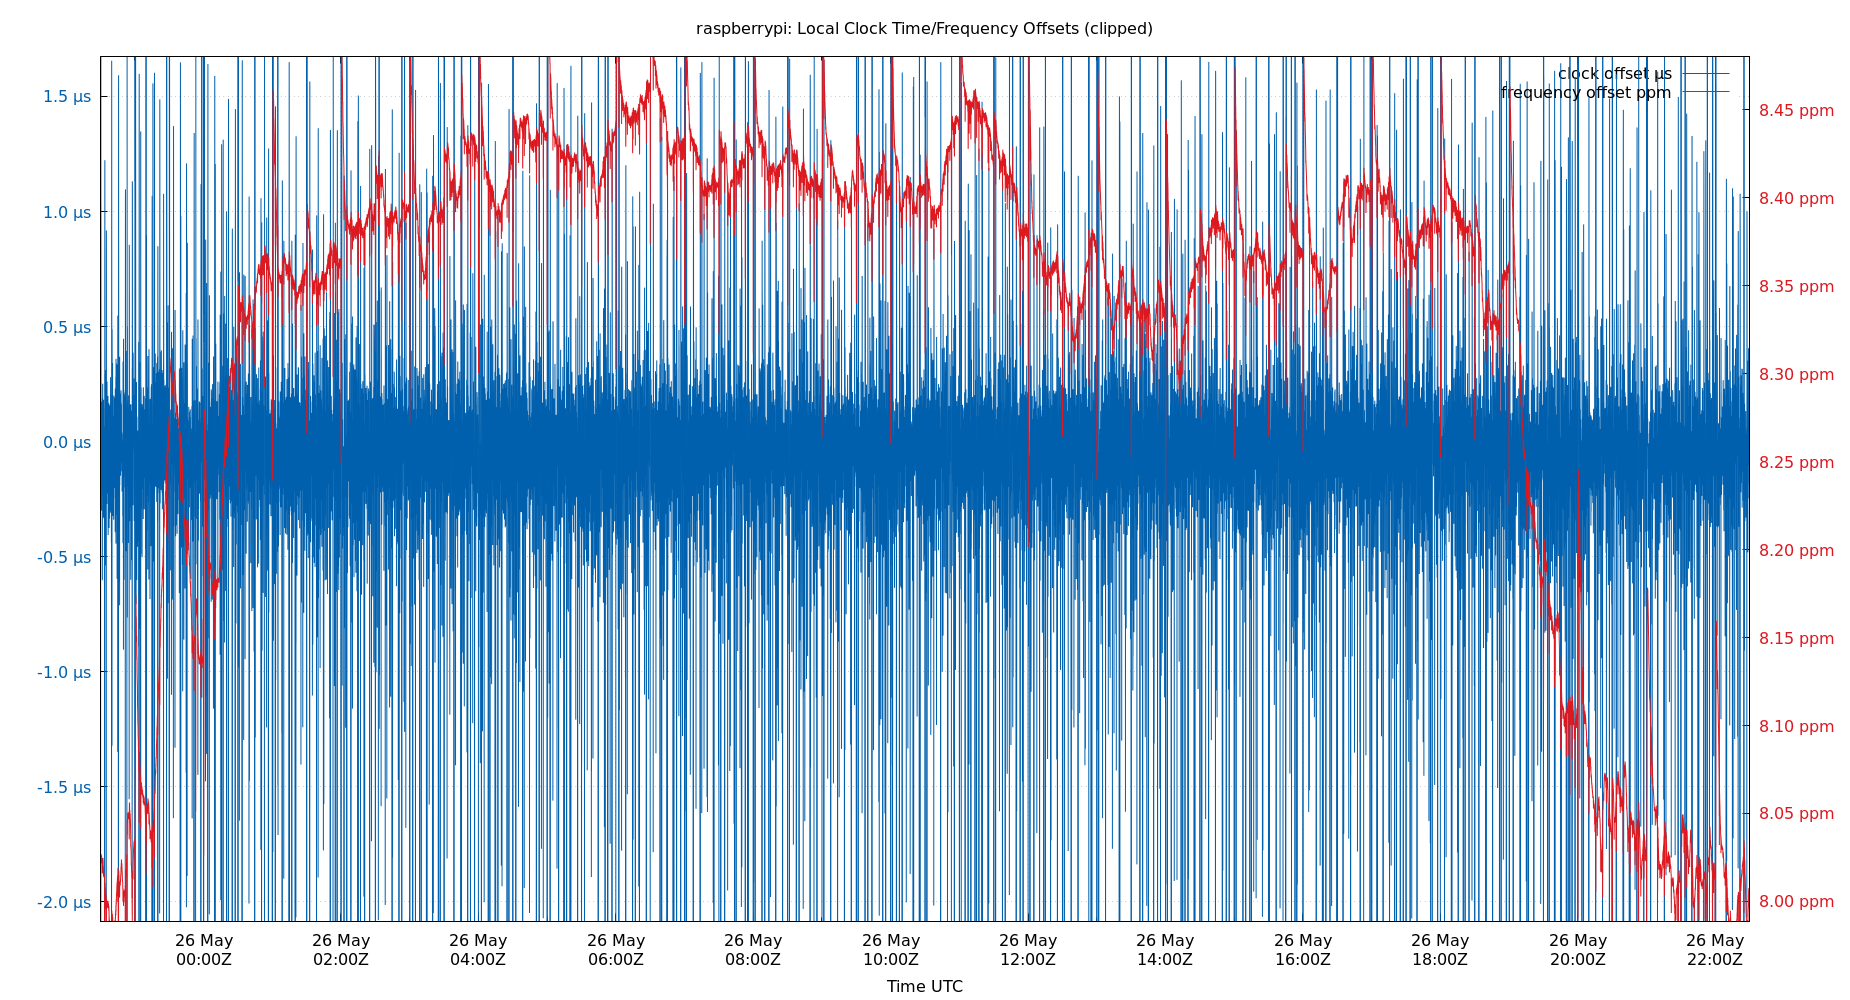 raspberrypi: Local Clock Time/Frequency Offsets (clipped)
clock offset µs
frequency offset ppm
1.5 µs
1.0 µs
0.5 µs
0.0 µs
-0.5 µs
-1.0 µs
-1.5 µs
-2.0 µs
8.45 ppm
8.40 ppm
8.35 ppm
8.30 ppm
8.25 ppm
8.20 ppm
8.15 ppm
8.10 ppm
8.05 ppm
8.00 ppm
26 May 26 May 26 May 26 May 26 May 26 May 26 May 26 May 26 May 26 May 26 May 26 May
00:00Z 02:00Z 04:00Z 06:00Z 08:00Z 10:00Z 12:00Z 14:00Z 16:00Z 18:00Z 20:00Z 22:00Z
Time UTC